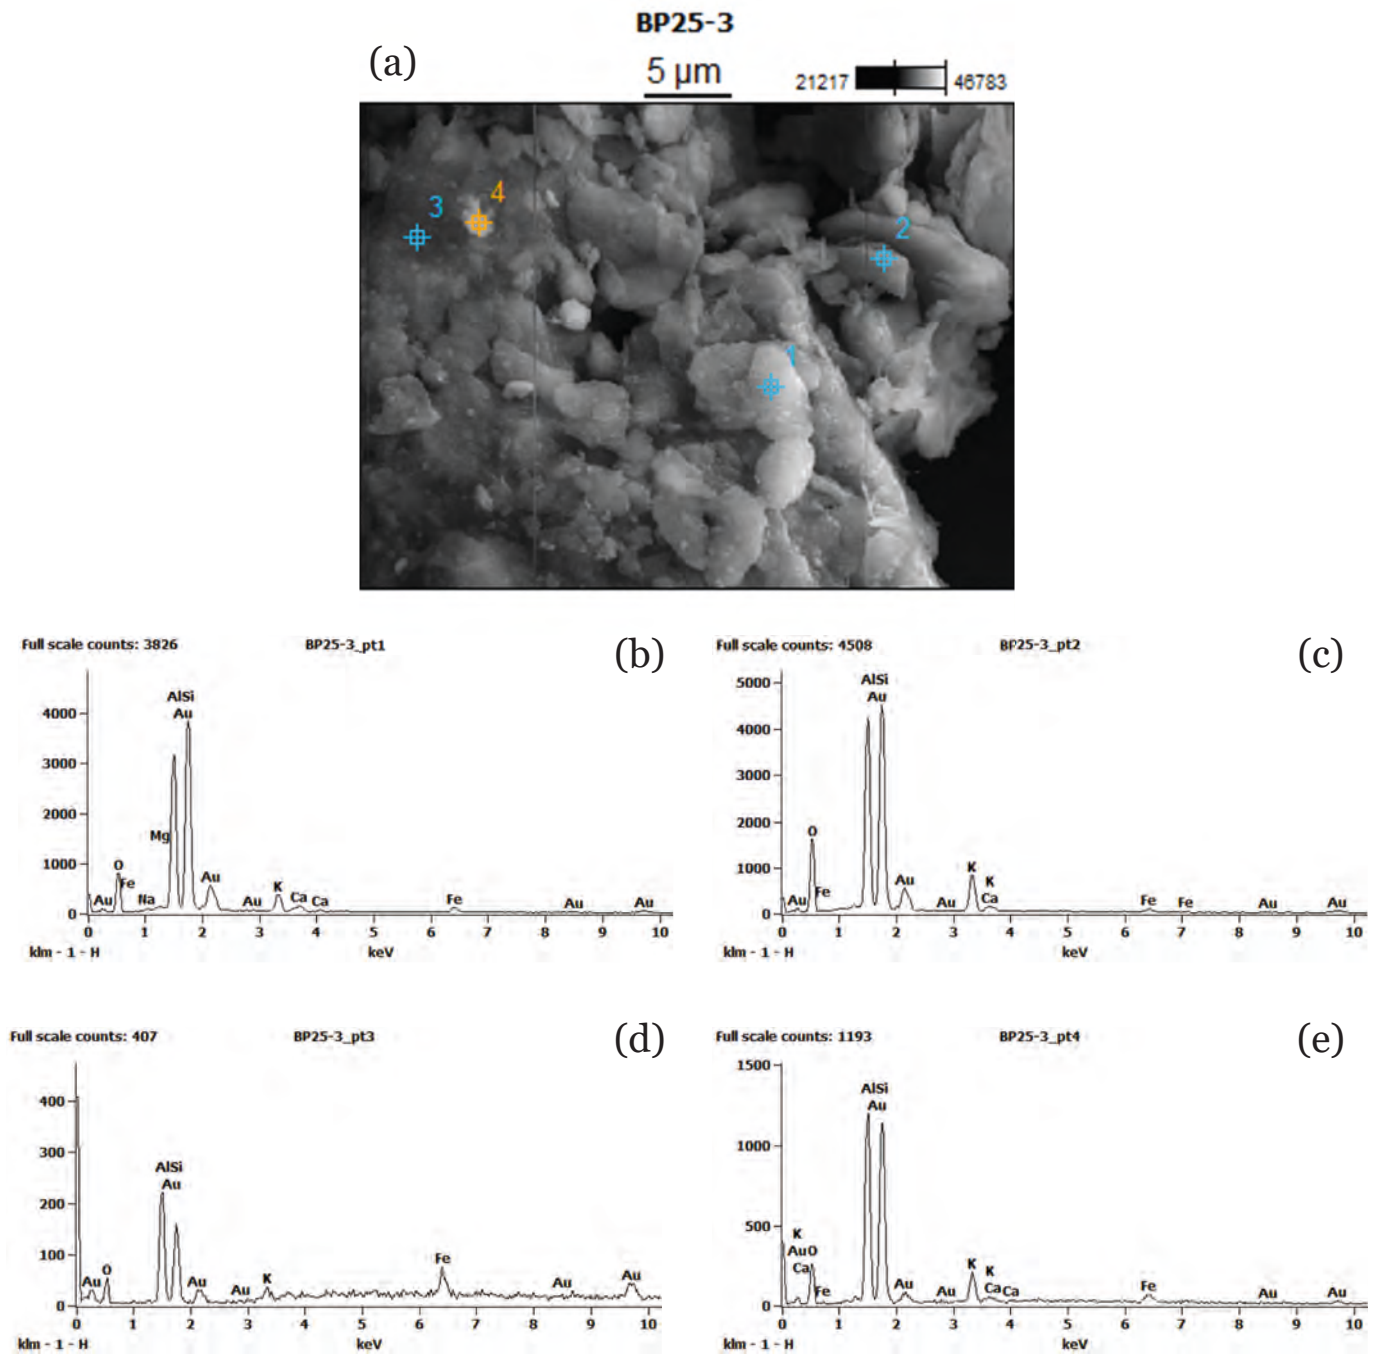 BP25-3
(a)
5 µm
21217 46783
3
4
2
1
Full scale counts: 3826 BP25-3_pt1 (b)
AlSi
Au
4000
3000
2000
Mg
1000
O
Fe
Au
Na
Au
Au
K
Ca
Ca
Fe
Au
Au
0
0 1 2 3 4 5 6 7 8 9 10
klm - 1 - H keV
Full scale counts: 4508 BP25-3_pt2 (c)
AlSi
Au
5000
4000
3000
2000
1000
O
Au
Fe
Au
Au
K
K
Ca
Fe
Fe
Au
Au
0
0 1 2 3 4 5 6 7 8 9 10
klm - 1 - H keV
Full scale counts: 407 BP25-3_pt3 (d)
400
300
AlSi
Au
200
100
Au
O
Au
Au
K
Fe
Au
Au
0
0 1 2 3 4 5 6 7 8 9 10
klm - 1 - H keV
Full scale counts: 1193 BP25-3_pt4 (e)
1500
AlSi
Au
1000
500
K
Au O
Ca
Fe
Au
Au
K
K
Ca
Ca
Fe
Au
Au
0
0 1 2 3 4 5 6 7 8 9 10
klm - 1 - H keV